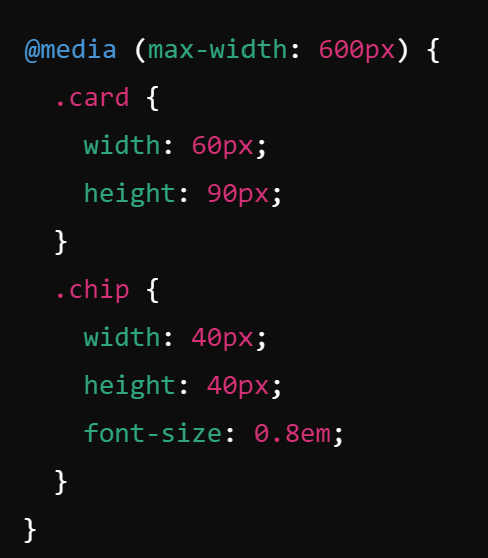 @media (max-width: 600px) {
  .card {
    width: 60px;
    height: 90px;
  }
  .chip {
    width: 40px;
    height: 40px;
    font-size: 0.8em;
  }
}